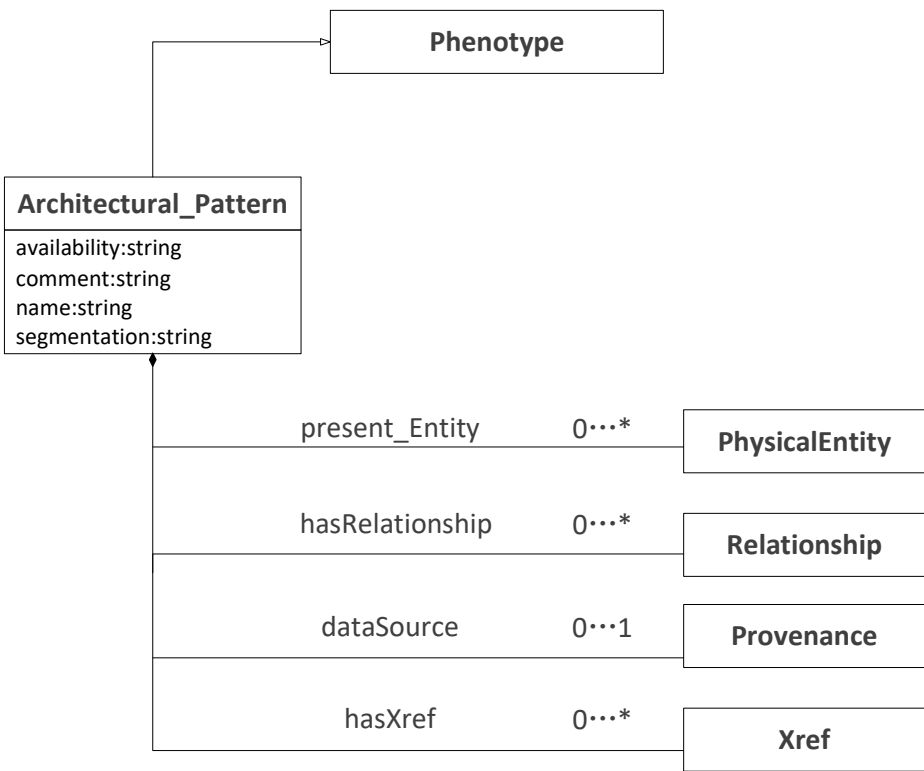 Phenotype
Architectural_Pattern
availability:string
comment:string
name:string
segmentation:string
present_Entity 0···*
PhysicalEntity
hasRelationship 0···*
Relationship
dataSource 0···1
Provenance
hasXref 0···*
Xref